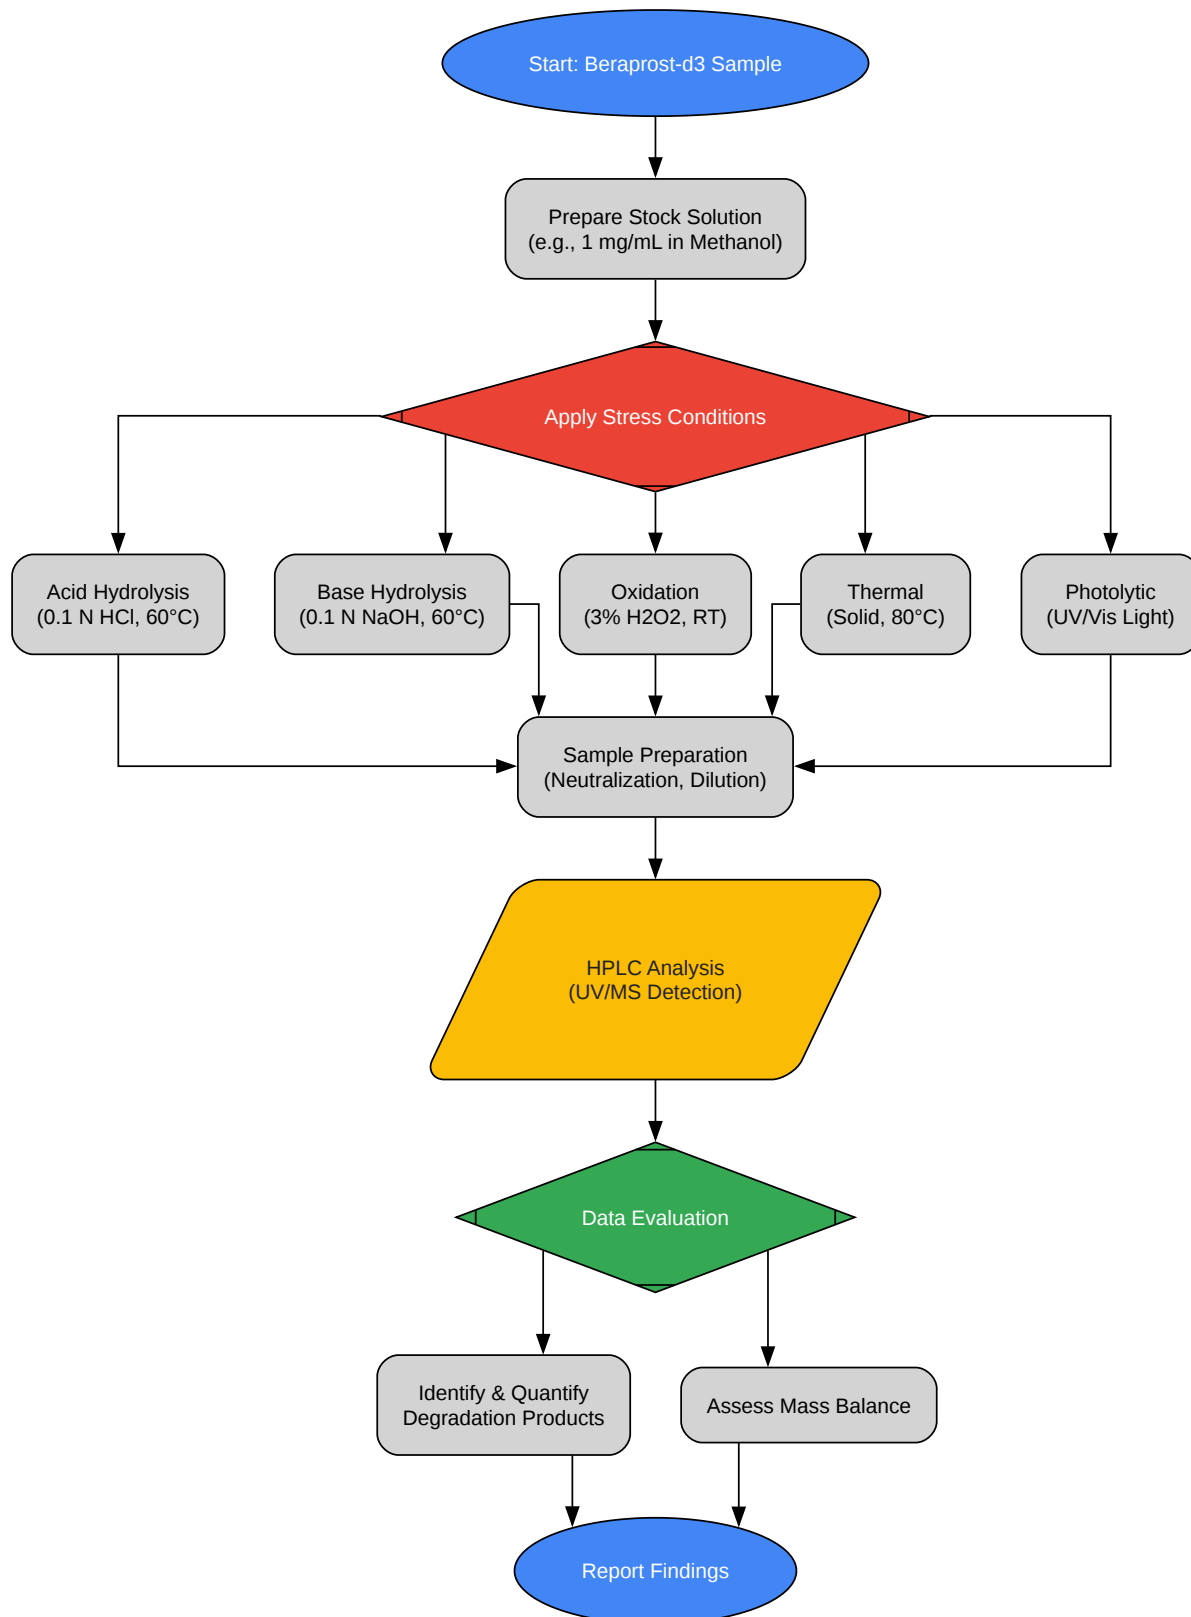 Start: Beraprost-d3 Sample
Prepare Stock Solution
(e.g., 1 mg/mL in Methanol)
Apply Stress Conditions
Acid Hydrolysis
(0.1 N HCl, 60°C)
Base Hydrolysis
(0.1 N NaOH, 60°C)
Oxidation
(3% H2O2, RT)
Thermal
(Solid, 80°C)
Photolytic
(UV/Vis Light)
Sample Preparation
(Neutralization, Dilution)
HPLC Analysis
(UV/MS Detection)
Data Evaluation
Identify & Quantify
Degradation Products
Assess Mass Balance
Report Findings